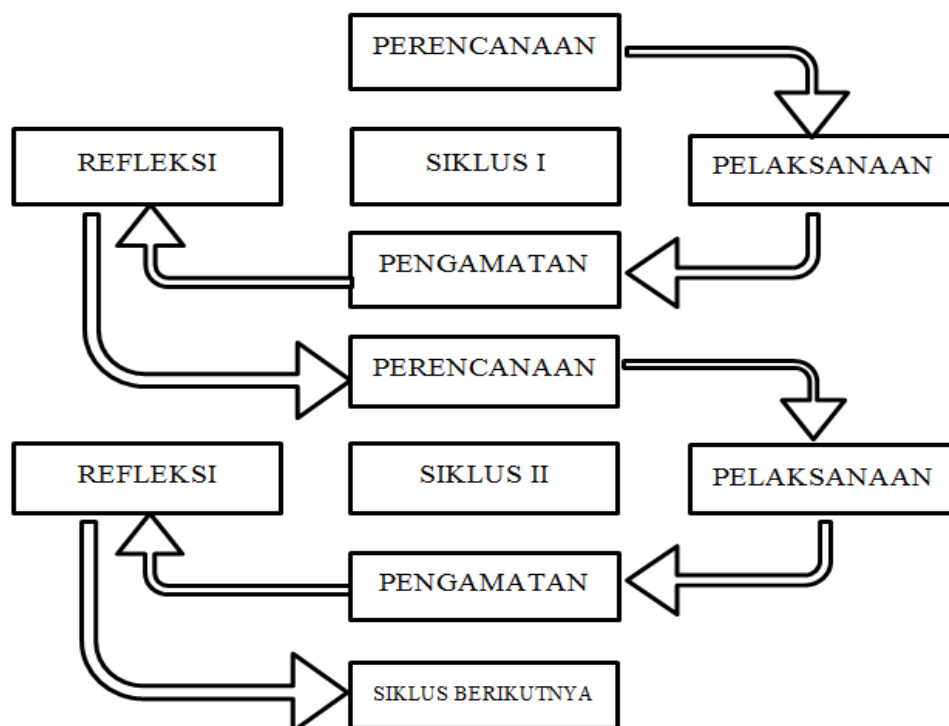 PERENCANAAN
REFLEKSI
SIKLUS I
PELAKSANAAN
PENGAMATAN
PERENCANAAN
REFLEKSI
SIKLUS II
PELAKSANAAN
PENGAMATAN
SIKLUS BERIKUTNYA